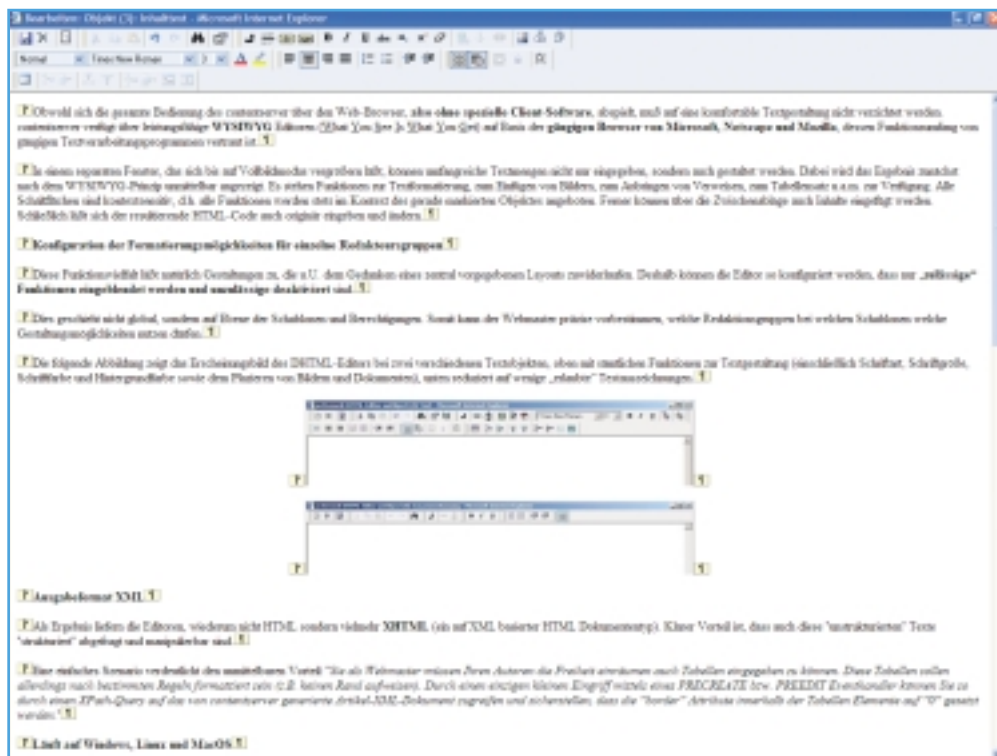 Bearbeiten: Objekt (3): Inhalttext - Microsoft Internet Explorer
Normal Times New Roman 3
Obwohl sich die gesamte Bedienung des contentserver über den Web-Browser, also ohne spezielle Client-Software, abspielt, muß auf eine komfortable Textgestaltung nicht verzichtet werden.
contentserver verfügt über leistungsfähige WYSIWYG Editoren (What You See Is What You Get) auf Basis der gängigen Browser von Microsoft, Netscape und Mozilla, dessen Funktionsumfang von
gängigen Textverarbeitungsprogrammen vertraut ist.
In einem separaten Fenster, das sich bis auf Vollbildmodus vergrößern läßt, können umfangreiche Textmengen nicht nur eingegeben, sondern auch gestaltet werden. Dabei wird das Ergebnis zunächst
nach dem WYSIWYG-Prinzip unmittelbar angezeigt. Es stehen Funktionen zur Textformatierung, zum Einfügen von Bildern, zum Anbringen von Verweisen, zum Tabellensatz u.a.m. zur Verfügung. Alle
Schaltflächen sind kontextsensitiv, d.h. alle Funktionen werden stets im Kontext des gerade markierten Objektes angeboten. Ferner können über die Zwischenablage auch Inhalte eingefügt werden.
Schließlich läßt sich der resultierende HTML-Code auch originär eingeben und ändern.
Konfiguration der Formatierungsmöglichkeiten für einzelne Redakteursgruppen
Diese Funktionsvielfalt läßt natürlich Gestaltungen zu, die u.U. dem Gedanken eines zentral vorgegebenen Layouts zuwiderlaufen. Deshalb können die Editor so konfiguriert werden, dass nur „zulässige“
Funktionen eingeblendet werden und unzulässige deaktiviert sind.
Dies geschieht nicht global, sondern auf Ebene der Schablonen und Berechtigungen. Somit kann der Webmaster präzise vorbestimmen, welche Redaktionsgruppen bei welchen Schablonen welche
Gestaltungsmöglichkeiten nutzen dürfen.
Die folgende Abbildung zeigt das Erscheinungsbild des DHTML-Editors bei zwei verschiedenen Textobjekten, oben mit sämtlichen Funktionen zur Textgestaltung (einschließlich Schriftart, Schriftgröße,
Schriftfarbe und Hintergrundfarbe sowie dem Plazieren von Bildern und Dokumenten), unten reduziert auf wenige „erlaubte“ Textauszeichnungen.
Ausgabeformat XML
Als Ergebnis liefern die Editoren, wiederum nicht HTML sondern vielmehr XHTML (ein auf XML basierter HTML Dokumententyp). Klarer Vorteil ist, dass auch diese "unstrukturierten" Texte
"strukturiert" abgefragt und manipulierbar sind.
Eine einfaches Szenario verdeutlicht den unmittelbaren Vorteil "Sie als Webmaster müssen Ihren Autoren die Freiheit einräumen auch Tabellen eingegeben zu können. Diese Tabellen sollen
allerdings nach bestimmten Regeln formattiert sein (z.B. keinen Rand aufweisen). Durch einen einzigen kleinen Eingriff mittels eines PRECREATE bzw. PREEDIT Eventhandler können Sie so
durch einen XPath-Query auf das von contentserver generierte Artikel-XML-Dokument zugreifen und sicherstellen, dass die "border" Attribute innerhalb der Tabellen Elemente auf "0" gesetzt
werden."
Läuft auf Windows, Linux und MacOS